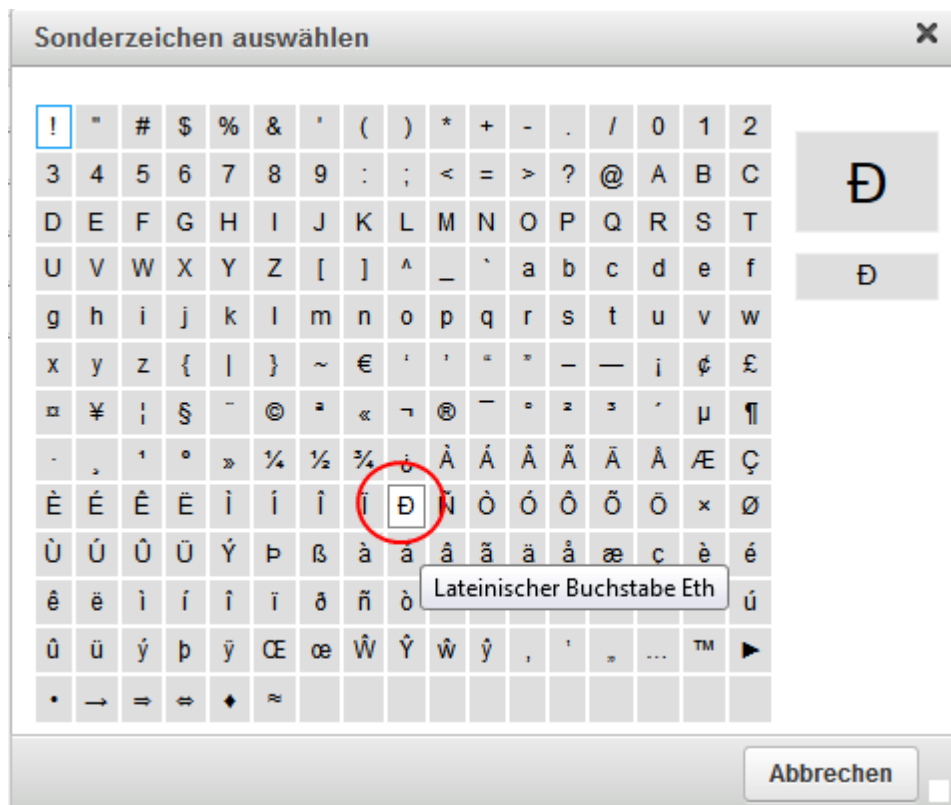 Sonderzeichen auswählen ×
! " # $ % & ' ( ) * + - . / 0 1 2
3 4 5 6 7 8 9 : ; < = > ? @ A B C
Ð
D E F G H I J K L M N O P Q R S T
U V W X Y Z [ ] ^ _ ` a b c d e f
Ð
g h i j k l m n o p q r s t u v w
x y z { | } ~ € ‘ ’ “ ” – — ¡ ¢ £
¤ ¥ ¦ § ¨ © ª « ¬ ® ¯ ° ² ³ ´ µ ¶
· ¸ ¹ º » ¼ ½ ¾ ¿ À Á Â Ã Ä Å Æ Ç
È É Ê Ë Ì Í Î Ï Ð Ñ Ò Ó Ô Õ Ö × Ø
Ù Ú Û Ü Ý Þ ß à á â ã ä å æ ç è é
Lateinischer Buchstabe Eth
ê ë ì í î ï ð ñ ò ú
û ü ý þ ÿ Œ œ Ŵ Ŷ ŵ ŷ ‚ ‛ „ … ™ ►
• → ⇒ ⇔ ♦ ≈
Abbrechen